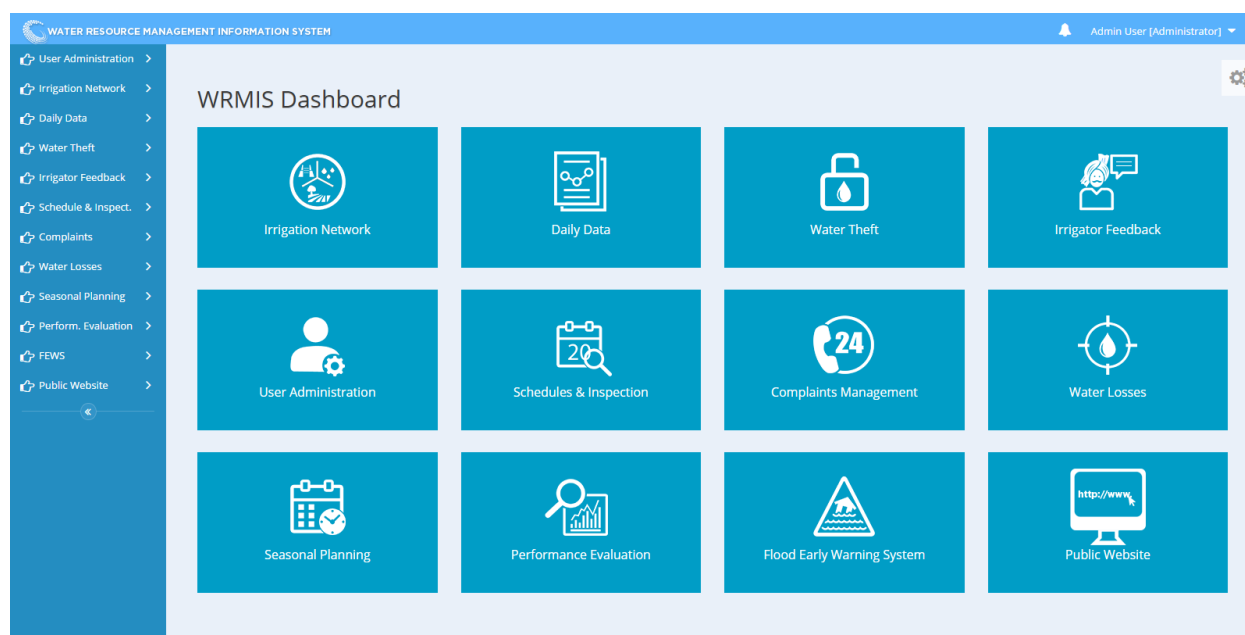 WATER RESOURCE MANAGEMENT INFORMATION SYSTEM
Admin User [Administrator]
User Administration
Irrigation Network
Daily Data
Water Theft
Irrigator Feedback
Schedule & Inspect.
Complaints
Water Losses
Seasonal Planning
Perform. Evaluation
FEWS
Public Website
WRMIS Dashboard
Irrigation Network
Daily Data
Water Theft
Irrigator Feedback
20
24
User Administration
Schedules & Inspection
Complaints Management
Water Losses
http://www
Seasonal Planning
Performance Evaluation
Flood Early Warning System
Public Website